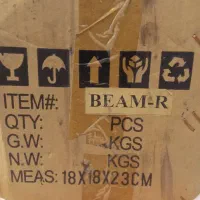 ITEM#: BEAM-R
QTY: PCS
G.W: KGS
N.W: KGS
MEAS: 18X18X23CM